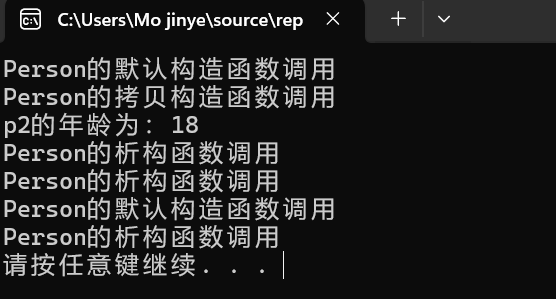 C:\Users\Mo jinye\source\rep
Person的默认构造函数调用
Person的拷贝构造函数调用
p2的年龄为：18
Person的析构函数调用
Person的析构函数调用
Person的默认构造函数调用
Person的析构函数调用
请按任意键继续. . .